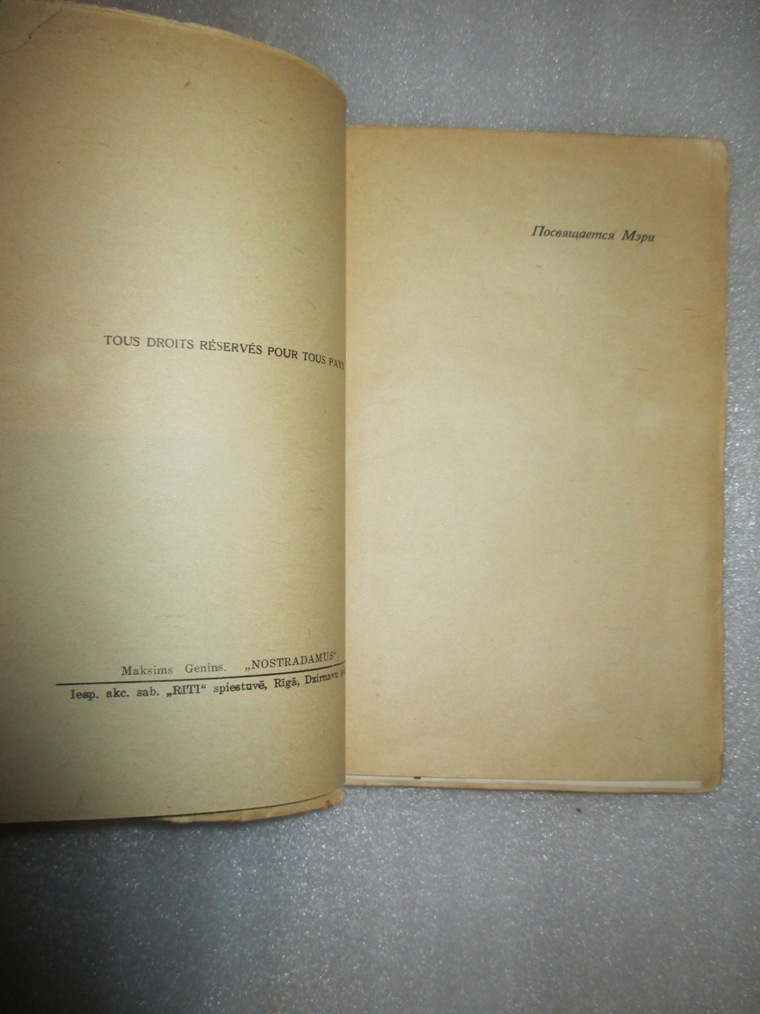 TOUS DROITS RÉSERVÉS POUR TOUS PAYS
Maksims Genins. „NOSTRADAMUS“.
Iesp. akc. sab. „RITI“ spiestuvē, Rīgā, Dzirnavu
Посвящается Мэри